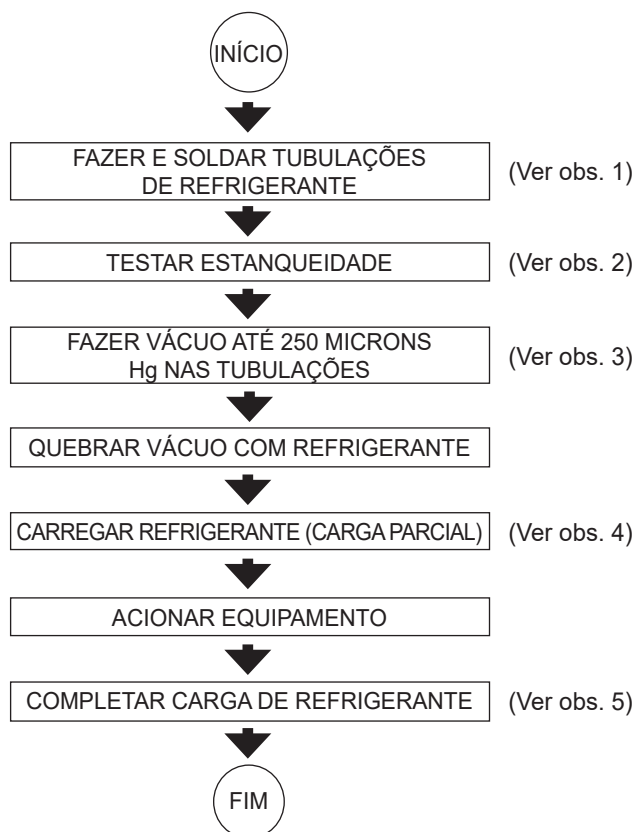 INÍCIO
FAZER E SOLDAR TUBULAÇÕES
DE REFRIGERANTE
(Ver obs. 1)
TESTAR ESTANQUEIDADE
(Ver obs. 2)
FAZER VÁCUO ATÉ 250 MICRONS
Hg NAS TUBULAÇÕES
(Ver obs. 3)
QUEBRAR VÁCUO COM REFRIGERANTE
CARREGAR REFRIGERANTE (CARGA PARCIAL)
(Ver obs. 4)
ACIONAR EQUIPAMENTO
COMPLETAR CARGA DE REFRIGERANTE
(Ver obs. 5)
FIM